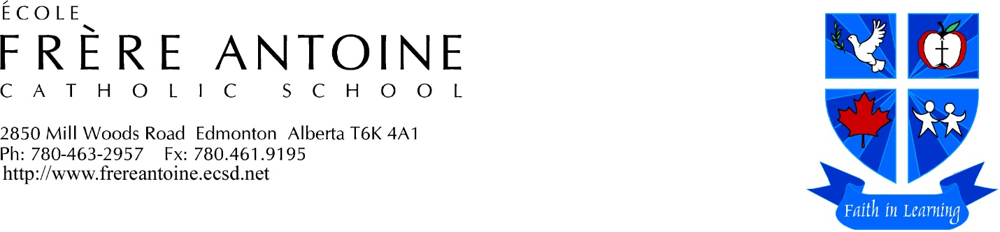 ÉCOLE
FRÈRE ANTOINE
CATHOLIC SCHOOL
2850 Mill Woods Road  Edmonton  Alberta T6K 4A1
Ph: 780-463-2957    Fx: 780.461.9195
http://www.frereantoine.ecsd.net
Faith in Learning